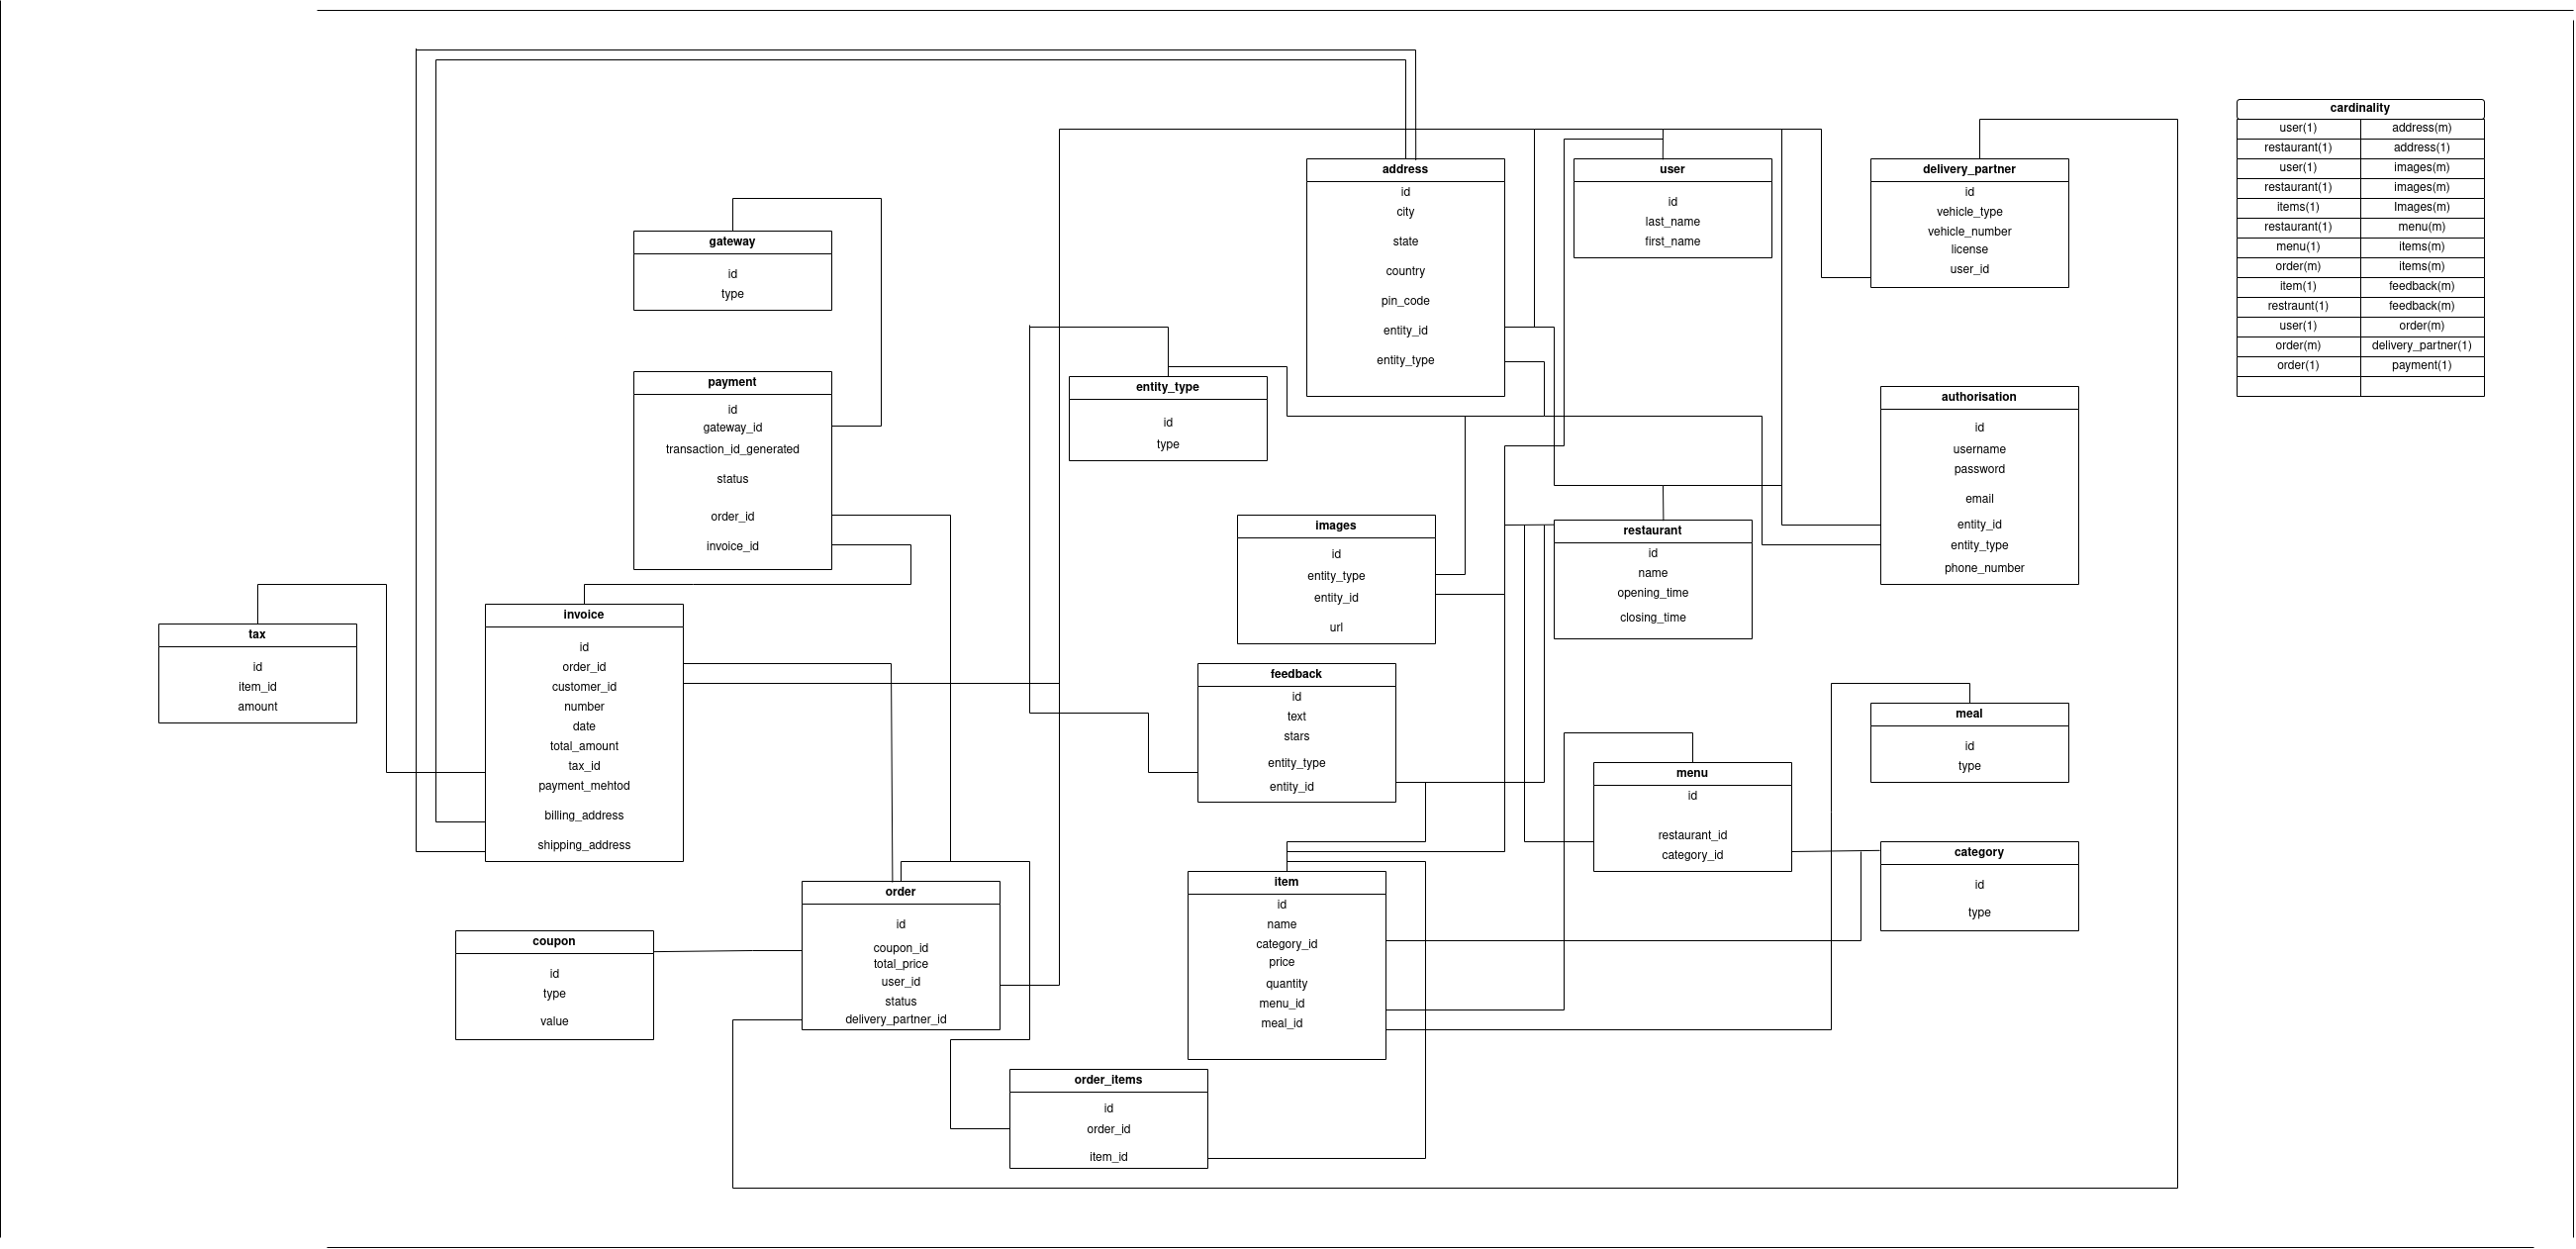 cardinality
user(1) address(m)
restaurant(1) address(1)
user(1) images(m)
restaurant(1) images(m)
items(1) Images(m)
restaurant(1) menu(m)
menu(1) items(m)
order(m) items(m)
item(1) feedback(m)
restraunt(1) feedback(m)
user(1) order(m)
order(m) delivery_partner(1)
order(1) payment(1)
address
id
city
state
country
pin_code
entity_id
entity_type
user
id
last_name
first_name
delivery_partner
id
vehicle_type
vehicle_number
license
user_id
gateway
id
type
payment
id
gateway_id
transaction_id_generated
status
order_id
invoice_id
entity_type
id
type
authorisation
id
username
password
email
entity_id
entity_type
phone_number
images
id
entity_type
entity_id
url
restaurant
id
name
opening_time
closing_time
tax
id
item_id
amount
invoice
id
order_id
customer_id
number
date
total_amount
tax_id
payment_mehtod
billing_address
shipping_address
feedback
id
text
stars
entity_type
entity_id
menu
id
restaurant_id
category_id
meal
id
type
category
id
type
order
id
coupon_id
total_price
user_id
status
delivery_partner_id
item
id
name
category_id
price
quantity
menu_id
meal_id
coupon
id
type
value
order_items
id
order_id
item_id